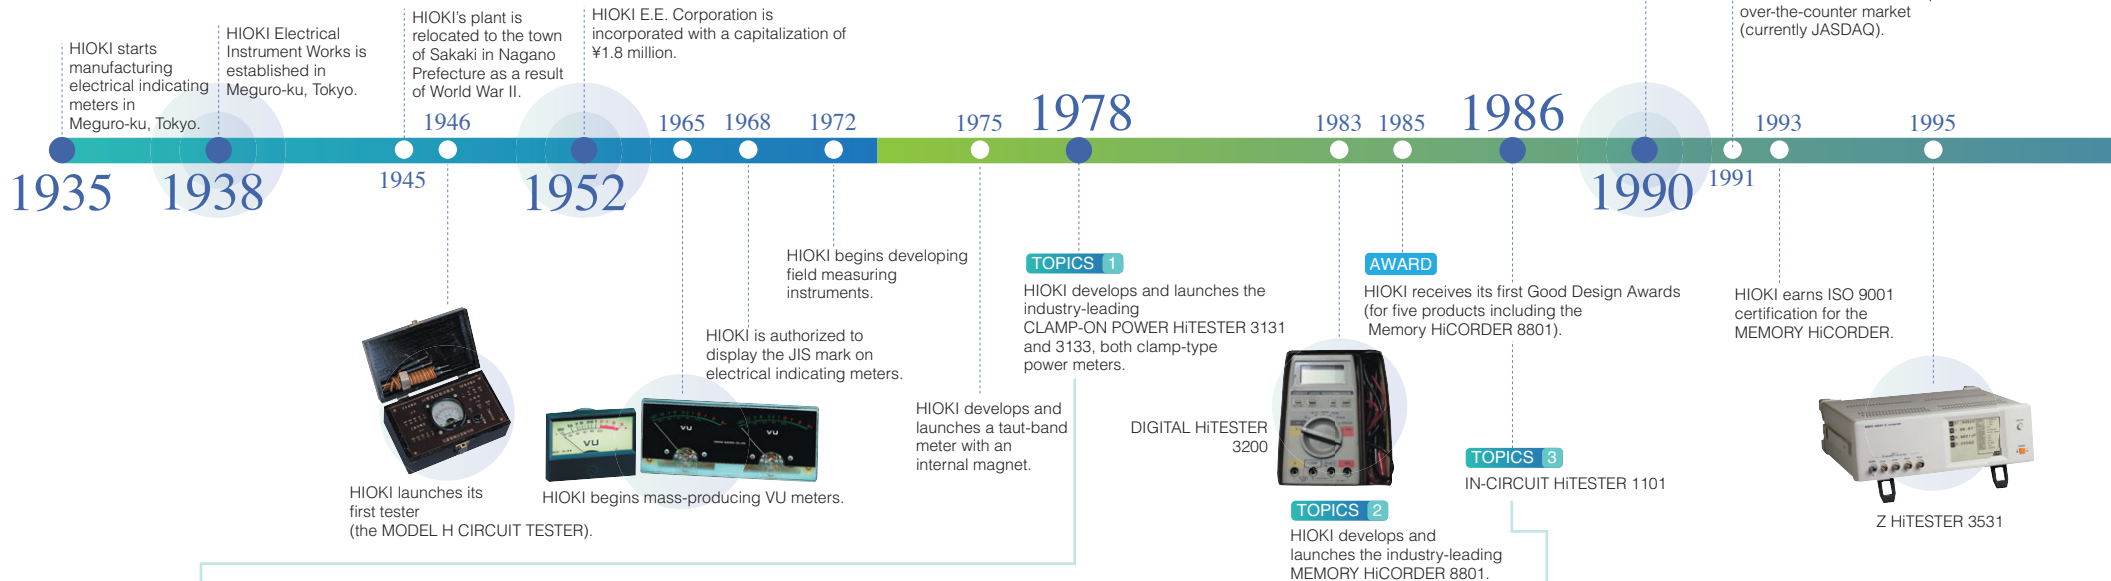 HIOKI starts
manufacturing
electrical indicating
meters in
Meguro-ku, Tokyo.
HIOKI Electrical
Instrument Works is
established in
Meguro-ku, Tokyo.
HIOKI's plant is
relocated to the town
of Sakaki in Nagano
Prefecture as a result
of World War II.
HIOKI E.E. Corporation is
incorporated with a capitalization of
¥1.8 million.
over-the-counter market
(currently JASDAQ).
1935
1938
1945
1946
1952
1965
1968
1972
1975
1978
1983
1985
1986
1990
1991
1993
1995
HIOKI launches its
first tester
(the MODEL H CIRCUIT TESTER).
VU
VU
VU
HIOKI begins mass-producing VU meters.
HIOKI is authorized to
display the JIS mark on
electrical indicating meters.
HIOKI begins developing
field measuring
instruments.
HIOKI develops and
launches a taut-band
meter with an
internal magnet.
TOPICS 1
HIOKI develops and launches the
industry-leading
CLAMP-ON POWER HiTESTER 3131
and 3133, both clamp-type
power meters.
DIGITAL HiTESTER
3200
TOPICS 2
HIOKI develops and
launches the industry-leading
MEMORY HiCORDER 8801.
AWARD
HIOKI receives its first Good Design Awards
(for five products including the
Memory HiCORDER 8801).
TOPICS 3
IN-CIRCUIT HiTESTER 1101
HIOKI earns ISO 9001
certification for the
MEMORY HiCORDER.
Z HiTESTER 3531